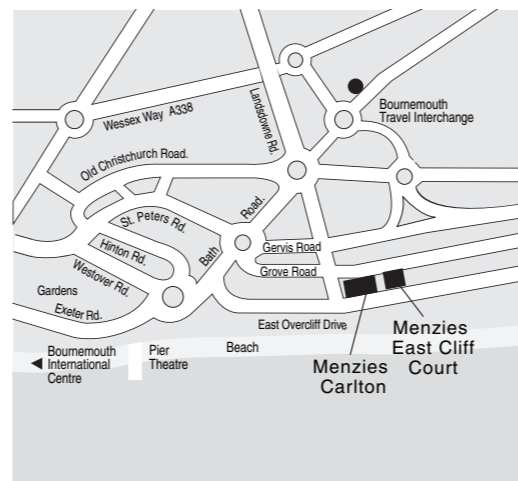 Wessex Way A338
Landsdowne Rd.
Bournemouth
Travel Interchange
Old Christchurch Road.
St. Peters Rd.
Bath Road.
Hinton Rd.
Gervis Road
Westover Rd.
Grove Road
Gardens
Exeter Rd.
East Overcliff Drive
Bournemouth
International
Centre
Pier
Theatre
Beach
Menzies
Carlton
Menzies
East Cliff
Court